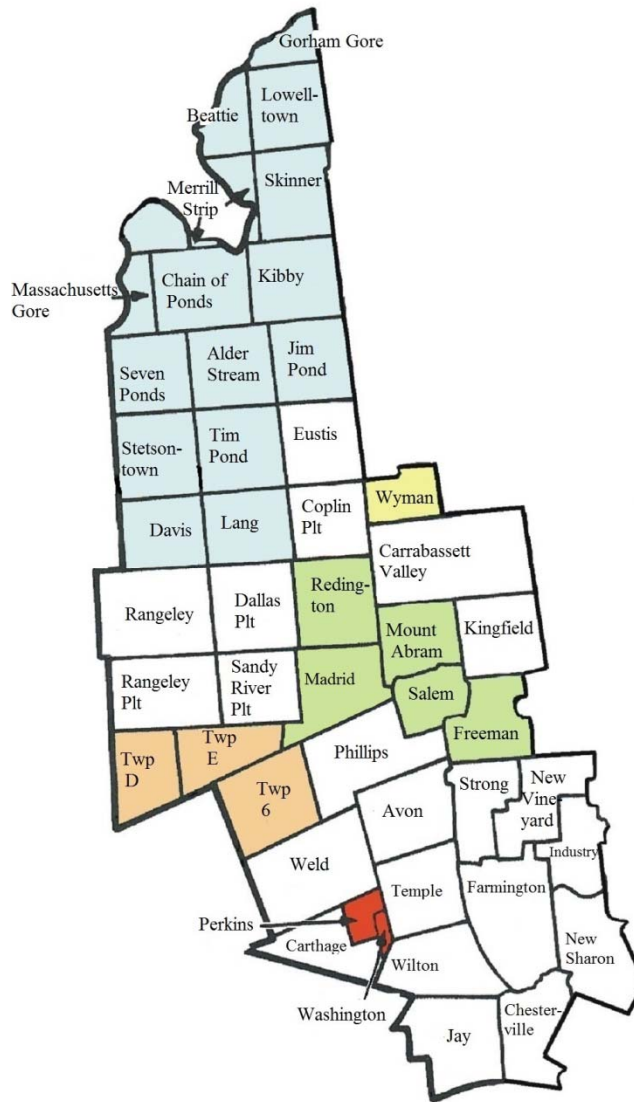 Gorham Gore
Beattie
Lowell-
town
Merrill
Strip
Skinner
Massachusetts
Gore
Chain of
Ponds
Kibby
Seven
Ponds
Alder
Stream
Jim
Pond
Stetson-
town
Tim
Pond
Eustis
Wyman
Davis
Lang
Coplin
Plt
Carrabassett
Valley
Rangeley
Dallas
Plt
Reding-
ton
Mount
Abram
Kingfield
Rangeley
Plt
Sandy
River
Plt
Madrid
Salem
Freeman
Twp
D
Twp
E
Phillips
Twp
6
Strong
New
Vine
yard
Avon
Industry
Weld
Temple
Farmington
Perkins
Carthage
Wilton
New
Sharon
Washington
Jay
Chester-
ville